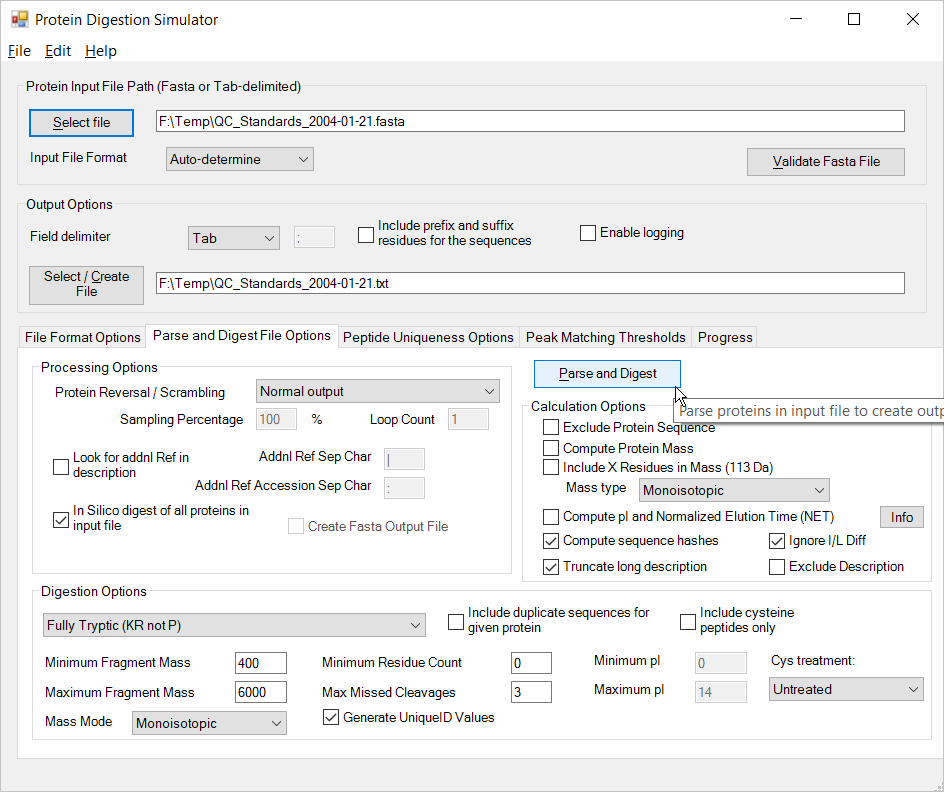 Protein Digestion Simulator
File Edit Help
Protein Input File Path (Fasta or Tab-delimited)
Select file F:\Temp\QC_Standards_2004-01-21.fasta
Input File Format Auto-determine Validate Fasta File
Output Options
Field delimiter Tab ; Include prefix and suffix residues for the sequences Enable logging
Select / Create File F:\Temp\QC_Standards_2004-01-21.txt
File Format Options Parse and Digest File Options Peptide Uniqueness Options Peak Matching Thresholds Progress
Processing Options
Protein Reversal / Scrambling Normal output
Sampling Percentage 100 % Loop Count 1
Look for addnl Ref in description
Addnl Ref Sep Char |
Addnl Ref Accession Sep Char :
In Silico digest of all proteins in input file
Create Fasta Output File
Parse and Digest
Parse proteins in input file to create outp
Calculation Options
Exclude Protein Sequence
Compute Protein Mass
Include X Residues in Mass (113 Da)
Mass type Monoisotopic
Compute pI and Normalized Elution Time (NET) Info
Compute sequence hashes Ignore I/L Diff
Truncate long description Exclude Description
Digestion Options
Fully Tryptic (KR not P) Include duplicate sequences for given protein Include cysteine peptides only
Minimum Fragment Mass 400 Minimum Residue Count 0 Minimum pI 0 Cys treatment:
Maximum Fragment Mass 6000 Max Missed Cleavages 3 Maximum pI 14 Untreated
Mass Mode Monoisotopic Generate UniqueID Values